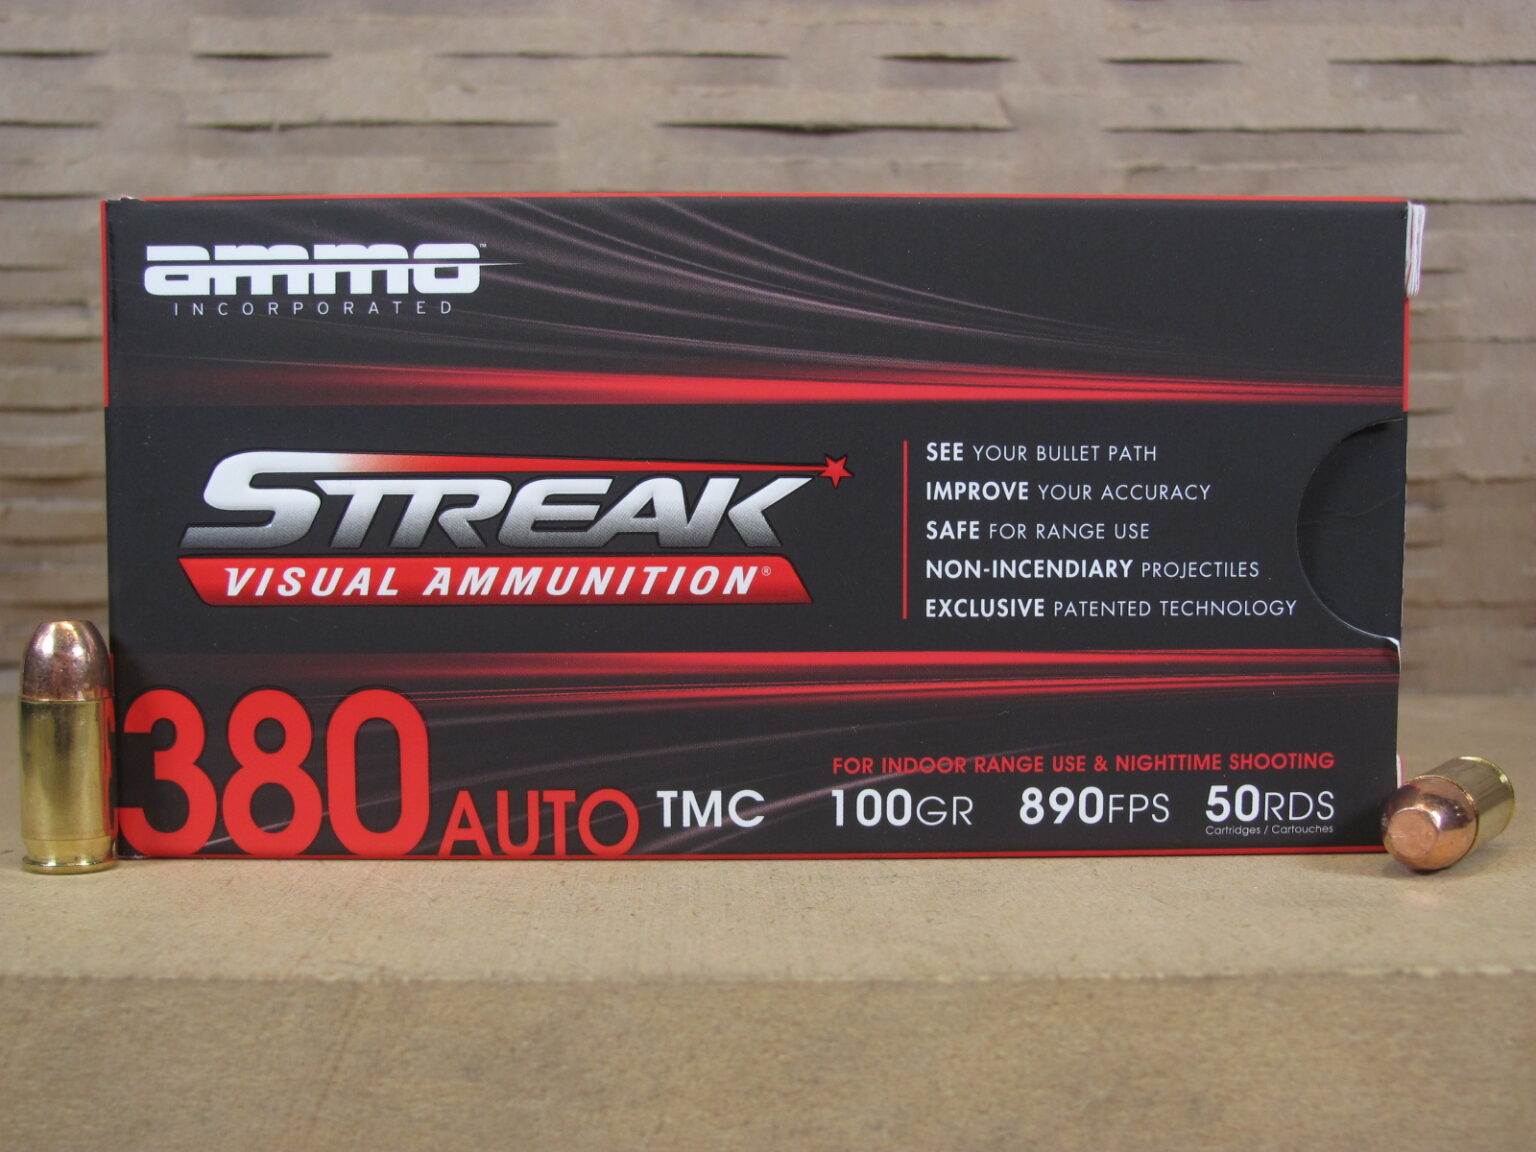 ammo™
INCORPORATED
STREAK
VISUAL AMMUNITION®
SEE YOUR BULLET PATH
IMPROVE YOUR ACCURACY
SAFE FOR RANGE USE
NON-INCENDIARY PROJECTILES
EXCLUSIVE PATENTED TECHNOLOGY
380 AUTO TMC
FOR INDOOR RANGE USE & NIGHTTIME SHOOTING
100GR 890FPS 50RDS
Cartridges / Cartouches